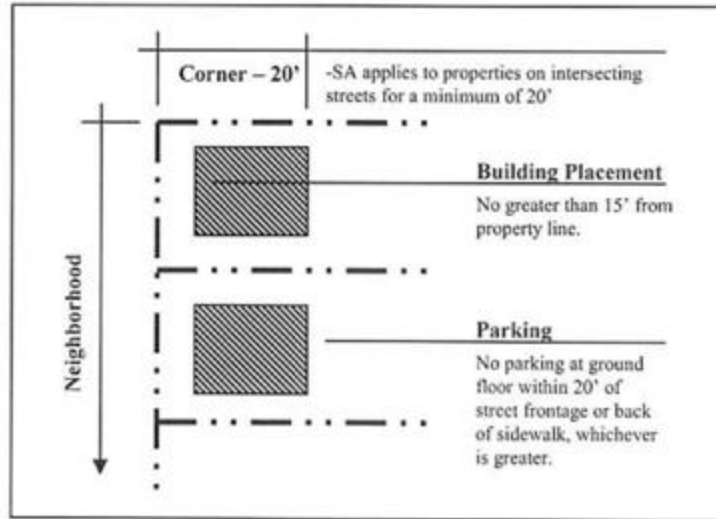 Corner – 20'
-SA applies to properties on intersecting
streets for a minimum of 20'
Building Placement
No greater than 15' from
property line.
Neighborhood
Parking
No parking at ground
floor within 20' of
street frontage or back
of sidewalk, whichever
is greater.